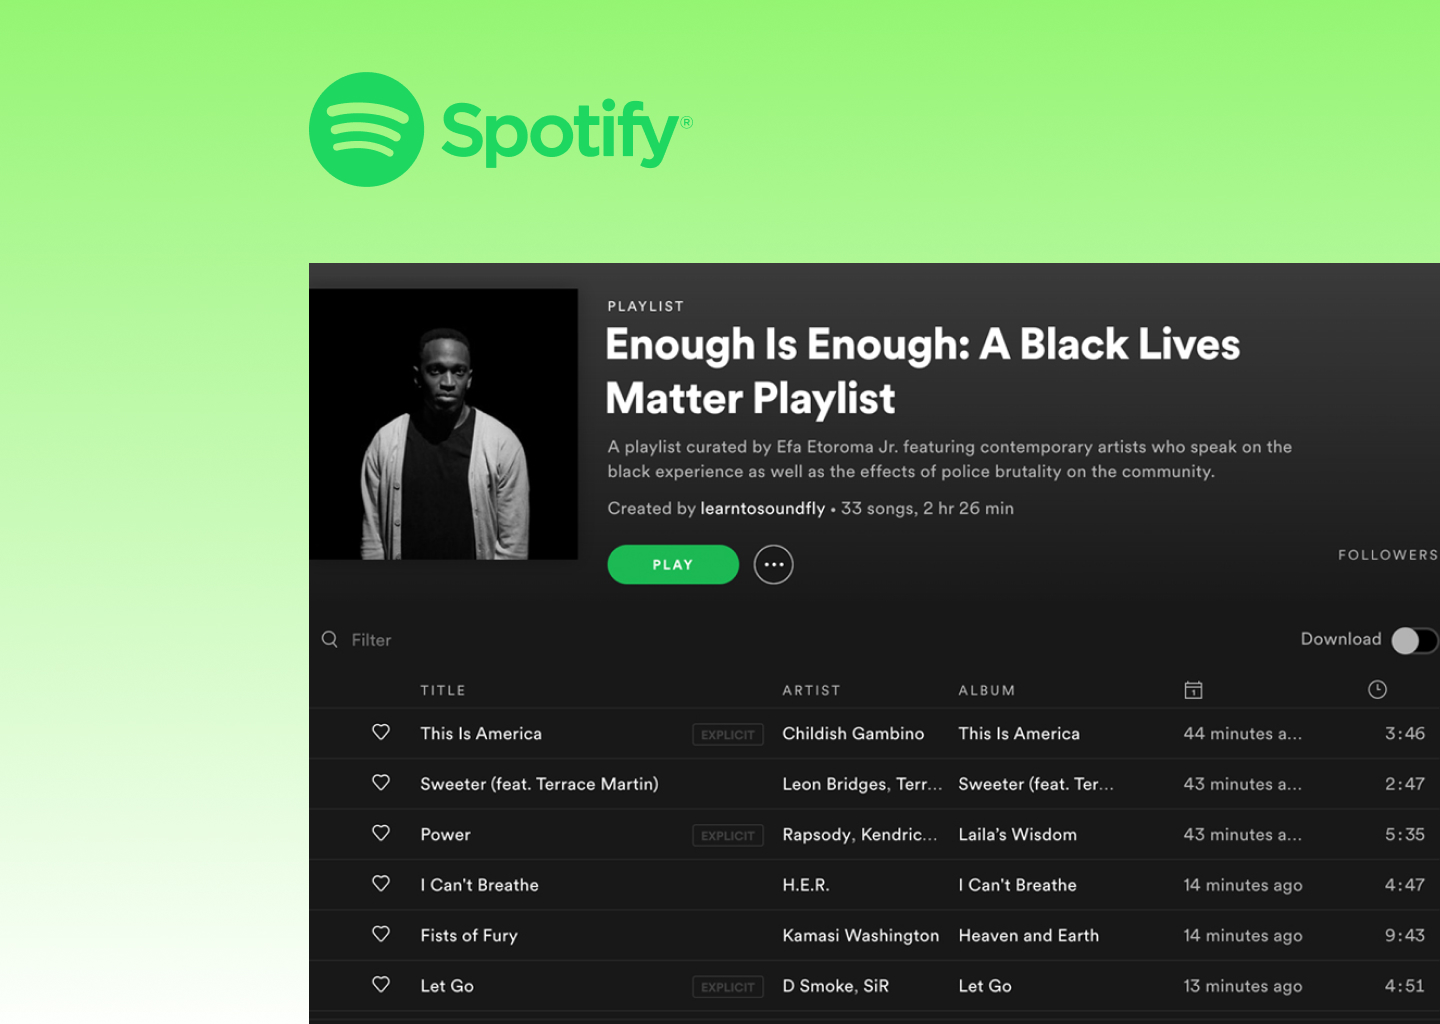 Spotify®
PLAYLIST
Enough Is Enough: A Black Lives
Matter Playlist
A playlist curated by Efa Etoroma Jr. featuring contemporary artists who speak on the
black experience as well as the effects of police brutality on the community.
Created by learntosoundfly • 33 songs, 2 hr 26 min
PLAY
FOLLOWERS
Filter
Download
TITLE ARTIST ALBUM
This Is America EXPLICIT Childish Gambino This Is America 44 minutes a... 3:46
Sweeter (feat. Terrace Martin) Leon Bridges, Terr... Sweeter (feat. Ter... 43 minutes a... 2:47
Power EXPLICIT Rapsody, Kendric... Laila's Wisdom 43 minutes a... 5:35
I Can't Breathe H.E.R. I Can't Breathe 14 minutes ago 4:47
Fists of Fury Kamasi Washington Heaven and Earth 14 minutes ago 9:43
Let Go EXPLICIT D Smoke, SiR Let Go 13 minutes ago 4:51